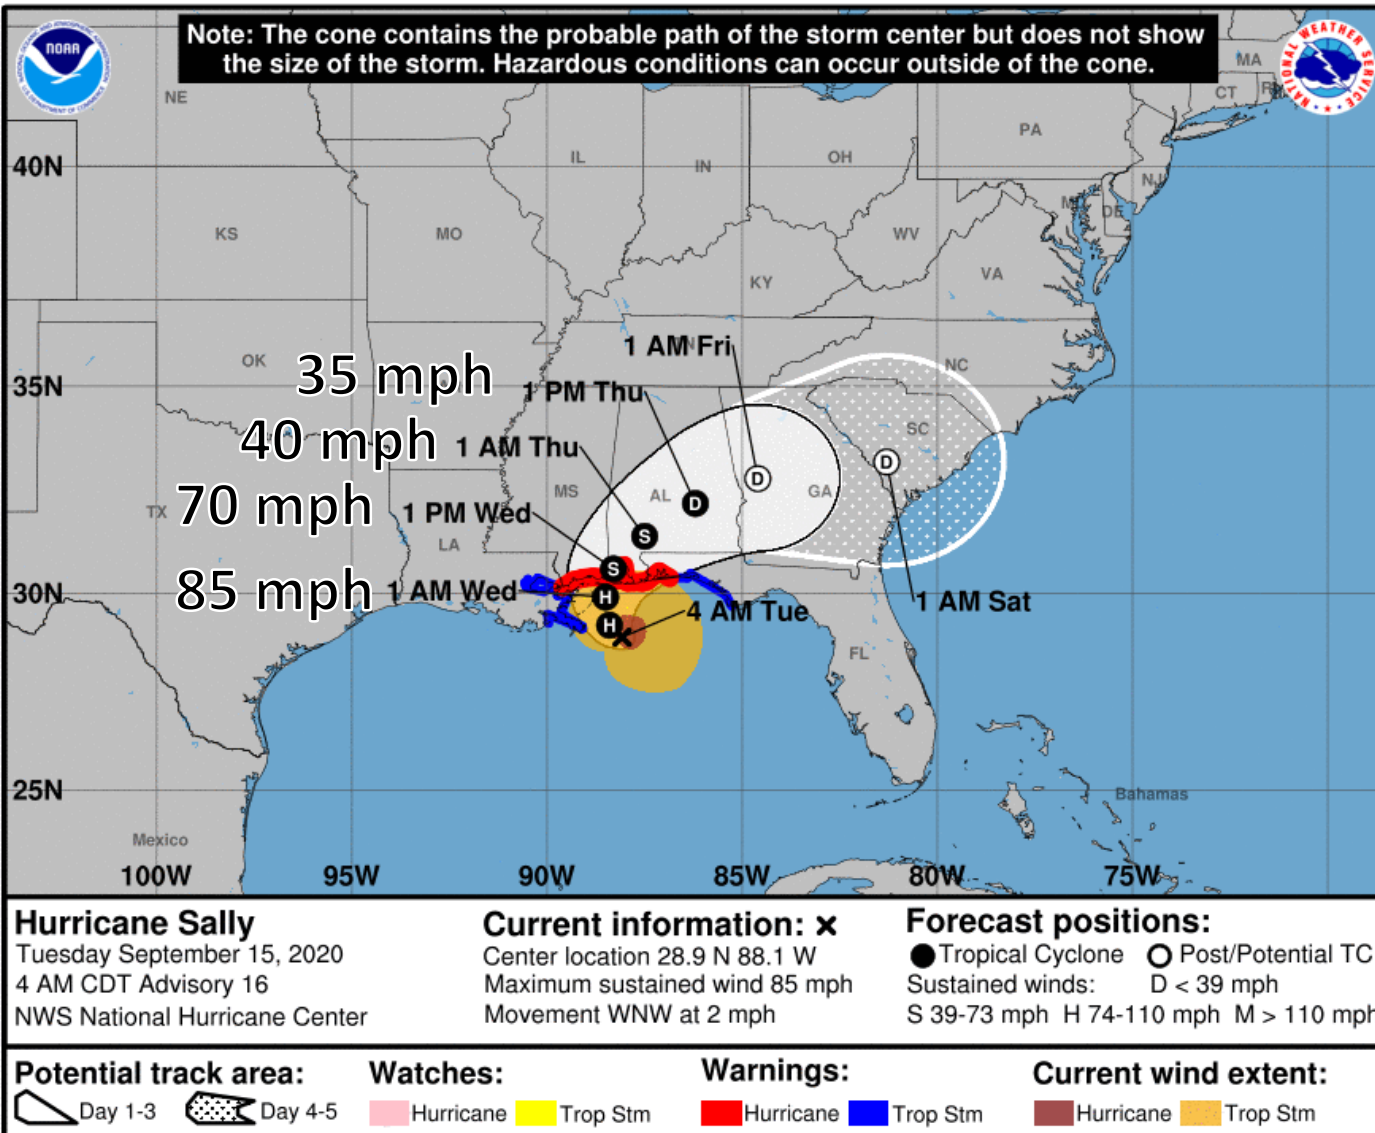 Note: The cone contains the probable path of the storm center but does not show
the size of the storm. Hazardous conditions can occur outside of the cone.
NOAA
NATIONAL WEATHER SERVICE
NE
MA
CT
PA
40N
IL
IN
OH
NJ
DE
KS
MO
WV
VA
KY
OK
1 AM Fri
NC
35N
35 mph
1 PM Thu
40 mph
1 AM Thu
SC
TX
70 mph
1 PM Wed
MS
AL
GA
D
D
D
S
LA
S
30N
85 mph
1 AM Wed
H
H
4 AM Tue
1 AM Sat
FL
25N
Bahamas
Mexico
100W 95W 90W 85W 80W 75W
Hurricane Sally
Tuesday September 15, 2020
4 AM CDT Advisory 16
NWS National Hurricane Center
Current information: x
Center location 28.9 N 88.1 W
Maximum sustained wind 85 mph
Movement WNW at 2 mph
Forecast positions:
Tropical Cyclone Post/Potential TC
Sustained winds: D < 39 mph
S 39-73 mph H 74-110 mph M > 110 mph
Potential track area:
Day 1-3 Day 4-5
Watches:
Hurricane Trop Stm
Warnings:
Hurricane Trop Stm
Current wind extent:
Hurricane Trop Stm